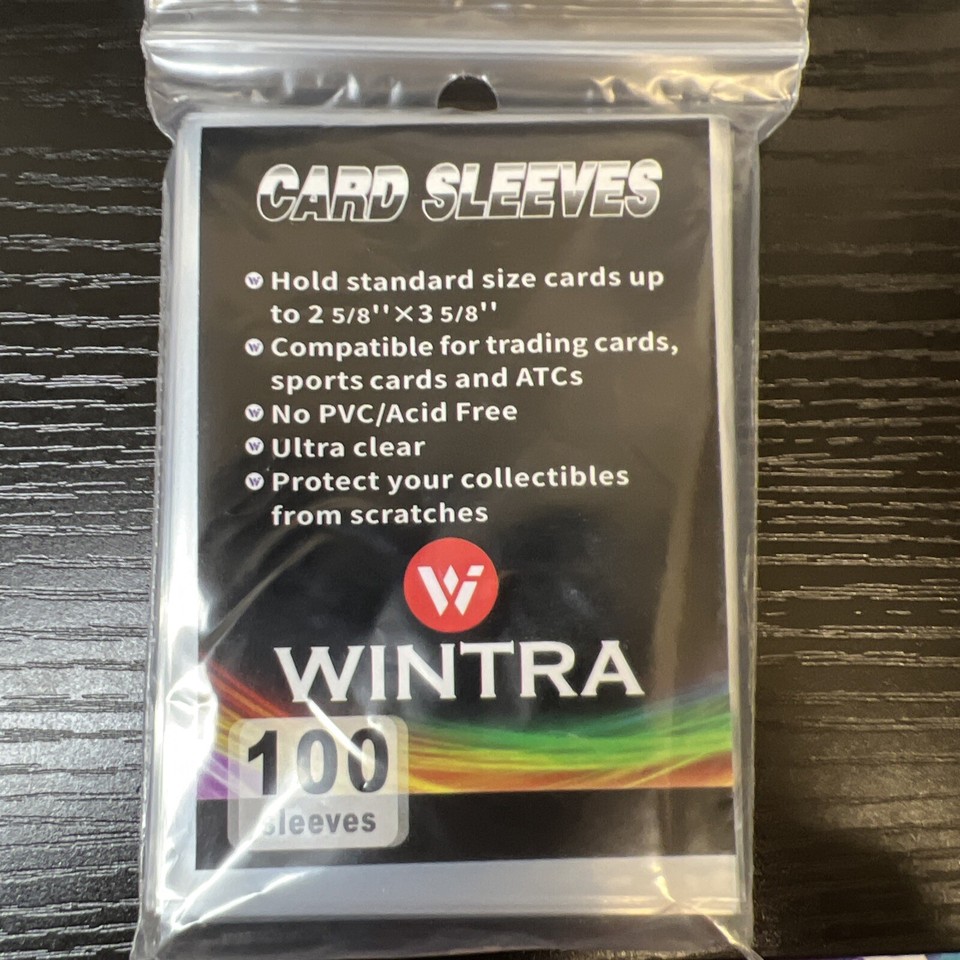 CARD SLEEVES
Hold standard size cards up
to 2 5/8''×3 5/8''
Compatible for trading cards,
sports cards and ATCs
No PVC/Acid Free
Ultra clear
Protect your collectibles
from scratches
WINTRA
100
sleeves